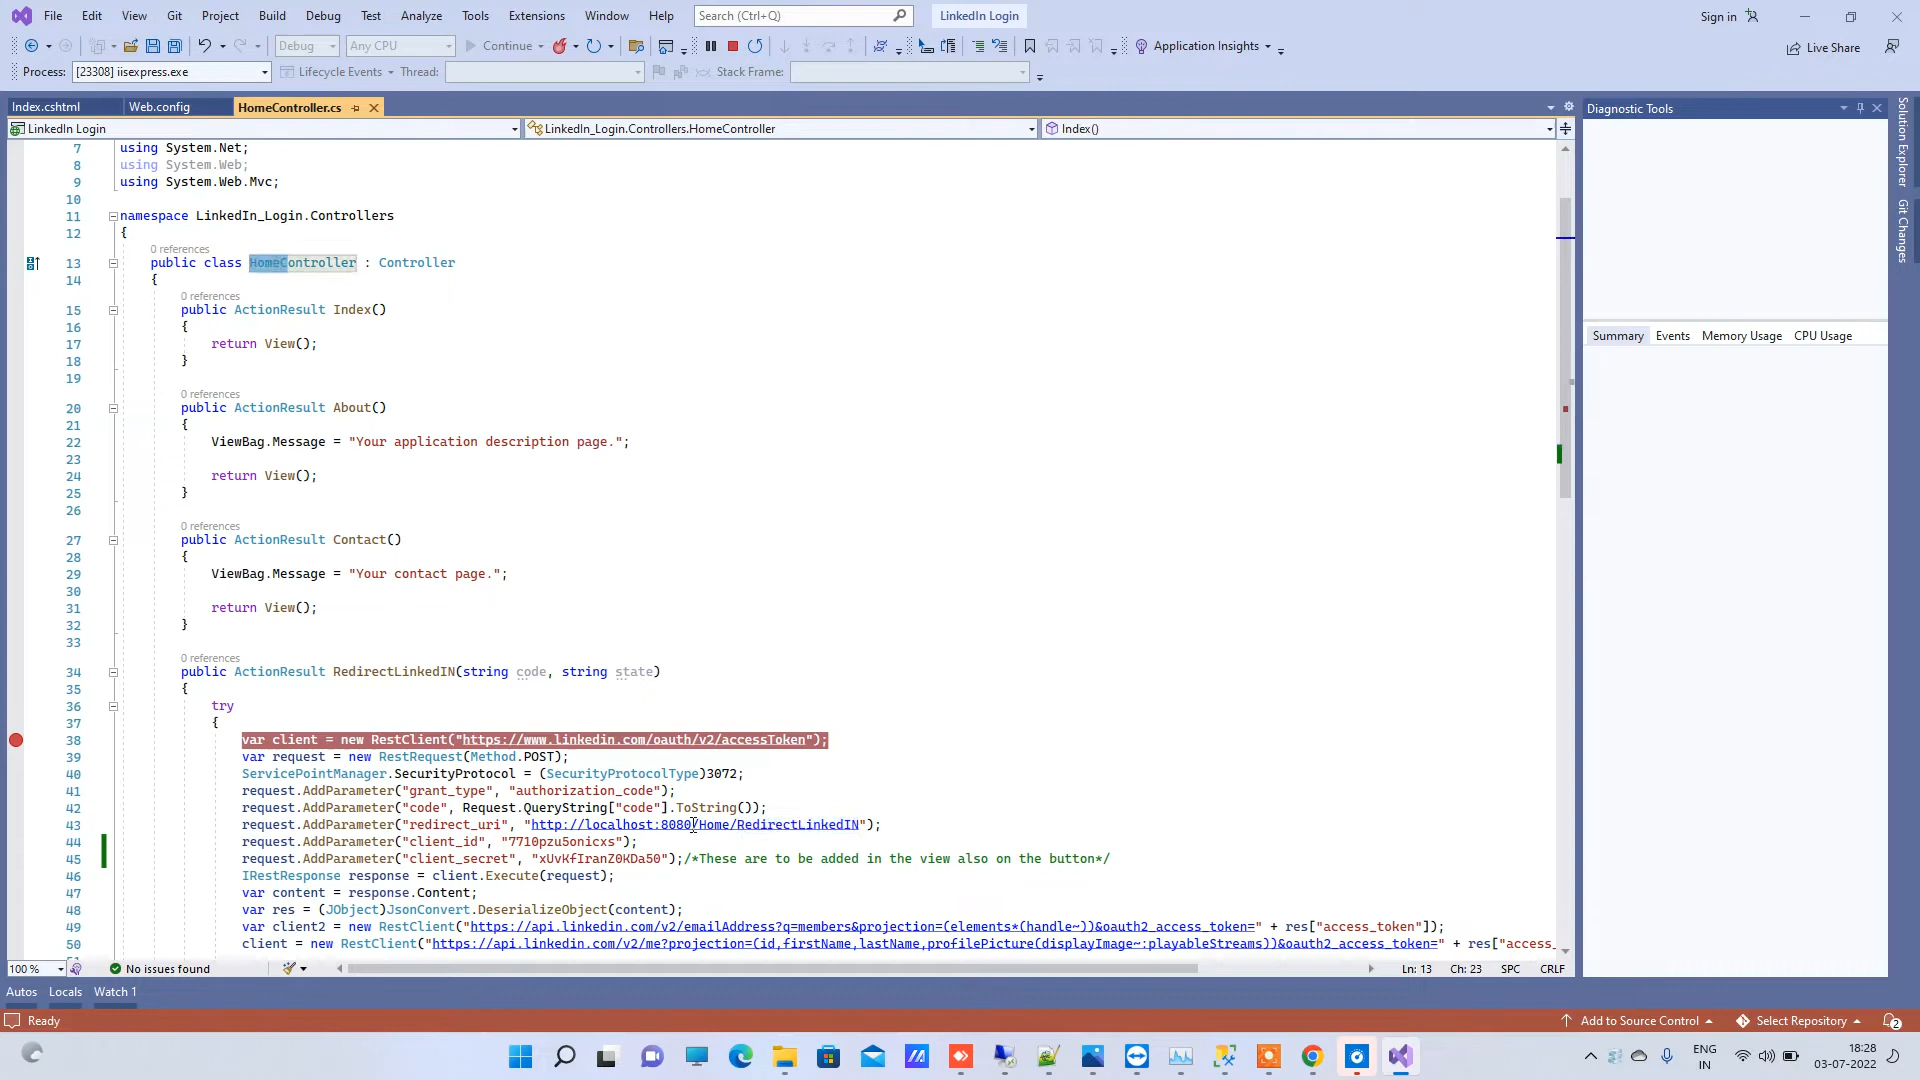 File Edit View Git Project Build Debug Test Analyze Tools Extensions Window Help Search (Ctrl+Q) LinkedIn Login Sign in
Debug Any CPU Continue Application Insights Live Share
Process: [23308] iisexpress.exe Lifecycle Events Thread: Stack Frame:
Index.cshtml Web.config HomeController.cs Diagnostic Tools
LinkedIn Login LinkedIn_Login.Controllers.HomeController Index()
Solution Explorer
Git Changes
Summary Events Memory Usage CPU Usage
7 using System.Net;
8 using System.Web;
9 using System.Web.Mvc;
10
11 namespace LinkedIn_Login.Controllers
12 {
0 references
13 public class HomeController : Controller
14 {
0 references
15 public ActionResult Index()
16 {
17 return View();
18 }
19
0 references
20 public ActionResult About()
21 {
22 ViewBag.Message = "Your application description page.";
23
24 return View();
25 }
26
0 references
27 public ActionResult Contact()
28 {
29 ViewBag.Message = "Your contact page.";
30
31 return View();
32 }
33
0 references
34 public ActionResult RedirectLinkedIN(string code, string state)
35 {
36 try
37 {
38 var client = new RestClient("https://www.linkedin.com/oauth/v2/accessToken");
39 var request = new RestRequest(Method.POST);
40 ServicePointManager.SecurityProtocol = (SecurityProtocolType)3072;
41 request.AddParameter("grant_type", "authorization_code");
42 request.AddParameter("code", Request.QueryString["code"].ToString());
43 request.AddParameter("redirect_uri", "http://localhost:8080/Home/RedirectLinkedIN");
44 request.AddParameter("client_id", "7710pzu5onicxs");
45 request.AddParameter("client_secret", "xUvKfIranZ0KDa50");/*These are to be added in the view also on the button*/
46 IRestResponse response = client.Execute(request);
47 var content = response.Content;
48 var res = (JObject)JsonConvert.DeserializeObject(content);
49 var client2 = new RestClient("https://api.linkedin.com/v2/emailAddress?q=members&projection=(elements*(handle~))&oauth2_access_token=" + res["access_token"]);
50 client = new RestClient("https://api.linkedin.com/v2/me?projection=(id,firstName,lastName,profilePicture(displayImage~:playableStreams))&oauth2_access_token=" + res["access_
100 % No issues found Ln: 13 Ch: 23 SPC CRLF
Autos Locals Watch 1
Ready Add to Source Control Select Repository 2
ENG
IN
18:28
03-07-2022